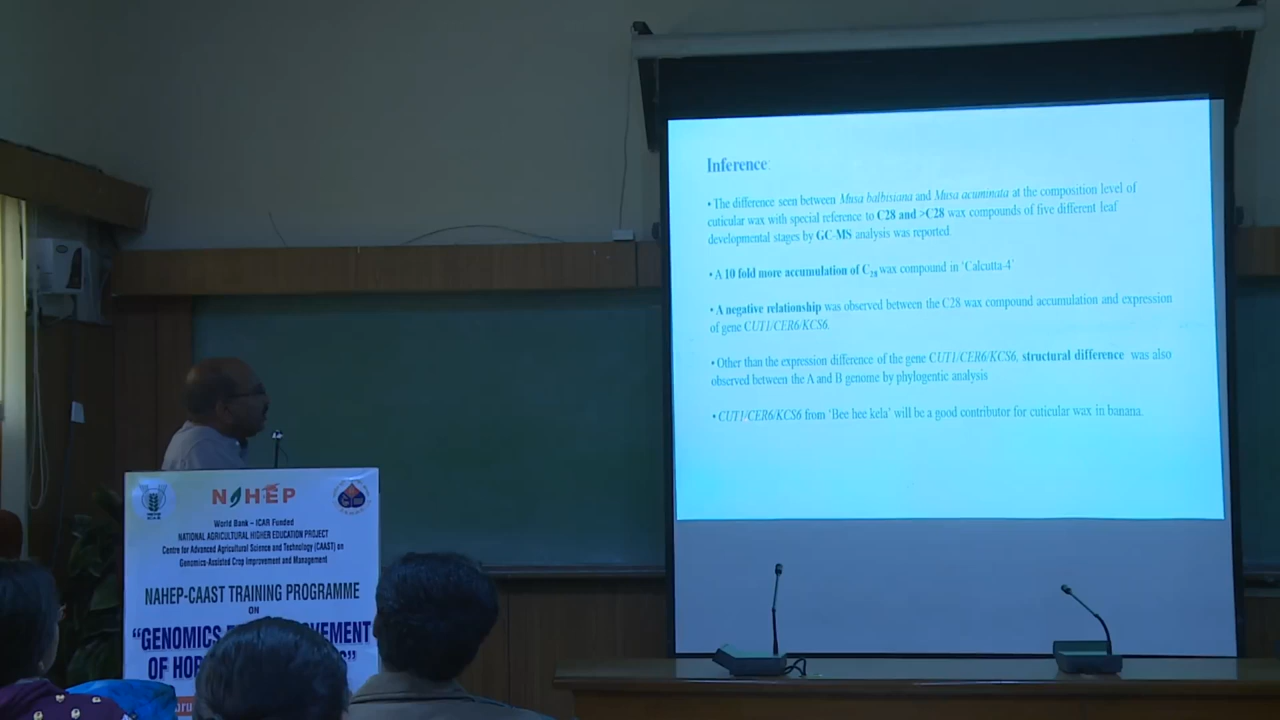 Inference:
• The difference seen between Musa balbisiana and Musa acuminata at the composition level of
cuticular wax with special reference to C28 and >C28 wax compounds of five different leaf
developmental stages by GC-MS analysis was reported.
• A 10 fold more accumulation of C28 wax compound in ‘Calcutta-4’
• A negative relationship was observed between the C28 wax compound accumulation and expression
of gene CUT1/CER6/KCS6.
• Other than the expression difference of the gene CUT1/CER6/KCS6, structural difference was also
observed between the A and B genome by phylogentic analysis
• CUT1/CER6/KCS6 from ‘Bee hee kela’ will be a good contributor for cuticular wax in banana.
NAHEP
World Bank – ICAR Funded
NATIONAL AGRICULTURAL HIGHER EDUCATION PROJECT
Centre for Advanced Agricultural Science and Technology (CAAST) on
Genomics-Assisted Crop Improvement and Management
NAHEP-CAAST TRAINING PROGRAMME
ON
“GENOMICS
OF